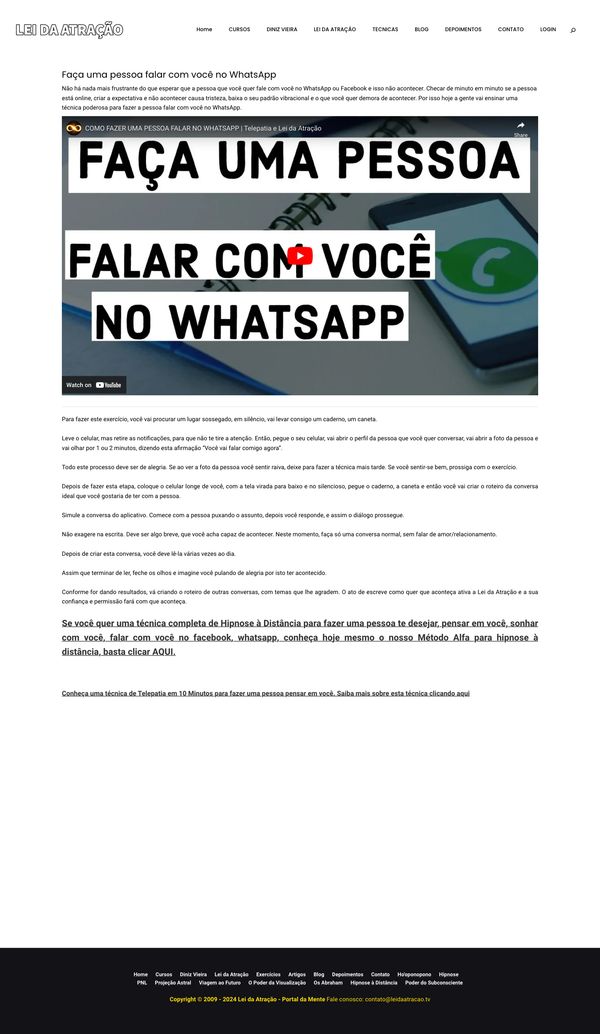 LEI DA ATRAÇÃO
Home CURSOS DINIZ VIEIRA LEI DA ATRAÇÃO TECNICAS BLOG DEPOIMENTOS CONTATO LOGIN
Faça uma pessoa falar com você no WhatsApp
Não há nada mais frustrante do que esperar que a pessoa que você quer fale com você no WhatsApp ou Facebook e isso não acontecer. Checar de minuto em minuto se a pessoa
está online, criar a expectativa e não acontecer causa tristeza, baixa o seu padrão vibracional e o que você quer demora de acontecer. Por isso hoje a gente vai ensinar uma
técnica poderosa para fazer a pessoa falar com você no WhatsApp.
COMO FAZER UMA PESSOA FALAR NO WHATSAPP | Telepatia e Lei da Atração
Share
FAÇA UMA PESSOA
FALAR COM VOCÊ
NO WHATSAPP
Watch on YouTube
Para fazer este exercício, você vai procurar um lugar sossegado, em silêncio, vai levar consigo um caderno, um caneta.
Leve o celular, mas retire as notificações, para que não te tire a atenção. Então, pegue o seu celular, vai abrir o perfil da pessoa que você quer conversar, vai abrir a foto da pessoa e
vai olhar por 1 ou 2 minutos, dizendo esta afirmação “Você vai falar comigo agora”.
Todo este processo deve ser de alegria. Se ao ver a foto da pessoa você sentir raiva, deixe para fazer a técnica mais tarde. Se você sentir-se bem, prossiga com o exercício.
Depois de fazer esta etapa, coloque o celular longe de você, com a tela virada para baixo e no silencioso, pegue o caderno, a caneta e então você vai criar o roteiro da conversa
ideal que você gostaria de ter com a pessoa.
Simule a conversa do aplicativo. Comece com a pessoa puxando o assunto, depois você responde, e assim o diálogo prossegue.
Não exagere na escrita. Deve ser algo breve, que você acha capaz de acontecer. Neste momento, faça só uma conversa normal, sem falar de amor/relacionamento.
Depois de criar esta conversa, você deve lê-la várias vezes ao dia.
Assim que terminar de ler, feche os olhos e imagine você pulando de alegria por isto ter acontecido.
Conforme for dando resultados, vá criando o roteiro de outras conversas, com temas que lhe agradem. O ato de escreve como quer que aconteça ativa a Lei da Atração e a sua
confiança e permissão fará com que aconteça.
Se você quer uma técnica completa de Hipnose à Distância para fazer uma pessoa te desejar, pensar em você, sonhar
com você, falar com você no facebook, whatsapp, conheça hoje mesmo o nosso Método Alfa para hipnose à
distância, basta clicar AQUI.
Conheça uma técnica de Telepatia em 10 Minutos para fazer uma pessoa pensar em você. Saiba mais sobre esta técnica clicando aqui
Home Cursos Diniz Vieira Lei da Atração Exercícios Artigos Blog Depoimentos Contato Ho'oponopono Hipnose
PNL Projeção Astral Viagem ao Futuro O Poder da Visualização Os Abraham Hipnose à Distância Poder do Subconsciente
Copyright © 2009 - 2024 Lei da Atração - Portal da Mente Fale conosco: contato@leidaatracao.tv